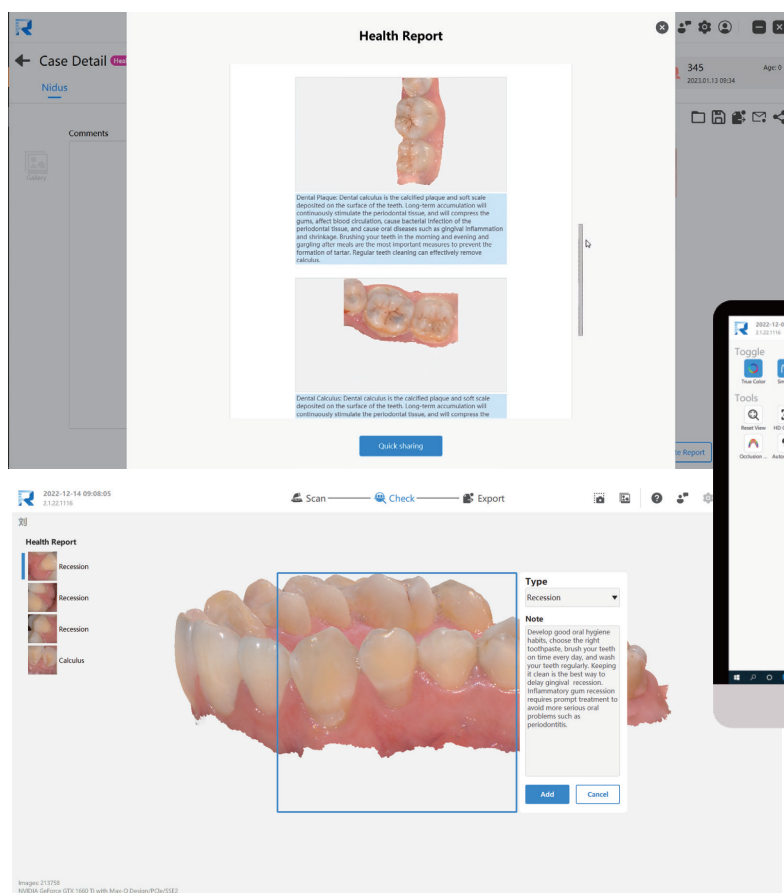 Health Report
Case Detail
345
Age: 0
2023.01.13 09:34
Nidus
Comments
Gallery
Dental Plaque: Dental calculus is the calcified plaque and soft scale
deposited on the surface of the teeth. Long-term accumulation will
continuously stimulate the periodontal tissue, and will compress the
gums, affect blood circulation, cause bacterial infection of the
periodontal tissue, and cause oral diseases such as gingival inflammation
and shrinkage. Brushing your teeth in the morning and evening and
gargling after meals are the most important measures to prevent the
formation of tartar. Regular teeth cleaning can effectively remove
calculus.
Dental Calculus: Dental calculus is the calcified plaque and soft scale
deposited on the surface of the teeth. Long-term accumulation will
continuously stimulate the periodontal tissue, and will compress the
Quick sharing
Report
2.1.22.1116
Toggle
True Color
Tools
Reset View
HD
Occlusion ...
2022-12-14 09:08:05
2.1.22.1116
Scan
Check
Export
刘
Health Report
Recession
Recession
Recession
Calculus
Type
Recession
Note
Develop good oral hygiene
habits, choose the right
toothpaste, brush your teeth
on time every day, and wash
your teeth regularly. Keeping
it clean is the best way to
delay gingival recession.
Inflammatory gum recession
requires prompt treatment to
avoid more serious oral
problems such as
periodontitis.
Add
Cancel
Images: 213758
NVIDIA GeForce GTX 1660 Ti with Max-Q Design/PCIe/SSE2